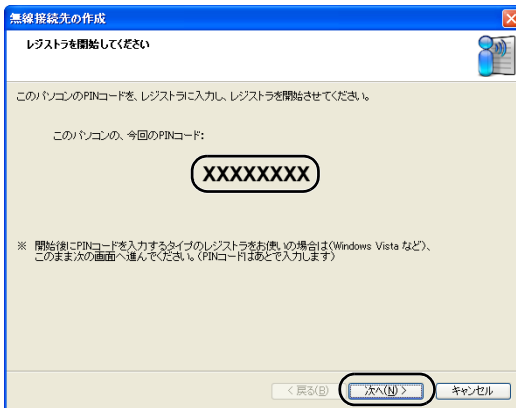 無線接続先の作成
レジストラを開始してください
このパソコンのPINコードを、レジストラに入力し、レジストラを開始させてください。
このパソコンの、今回のPINコード:
XXXXXXXX
※ 開始後にPINコードを入力するタイプのレジストラをお使いの場合は(Windows Vista など)、
このまま次の画面へ進んでください。(PINコードはあとで入力します)
< 戻る(B)
次へ(N) >
キャンセル